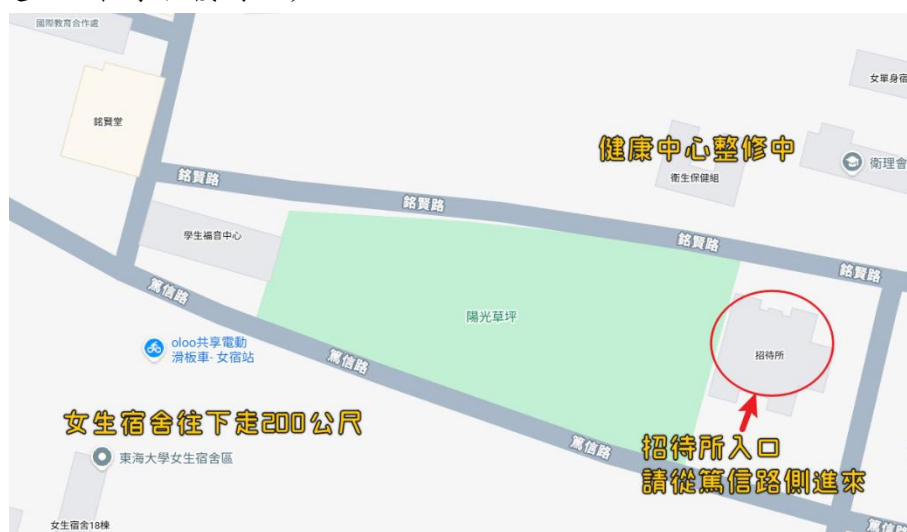 國際教育合作處
女單身宿
銘賢堂
健康中心整修中
衛理會
衛生保健組
銘賢路
銘賢路
學生福音中心
銘賢路
銘賢路
篤信路
陽光草坪
oloo共享電動
滑板車- 女宿站
篤信路
招待所
女生宿舍往下走200公尺
東海大學女生宿舍區
篤信路
招待所入口
請從篤信路側進來
女生宿舍18棟
篤信路